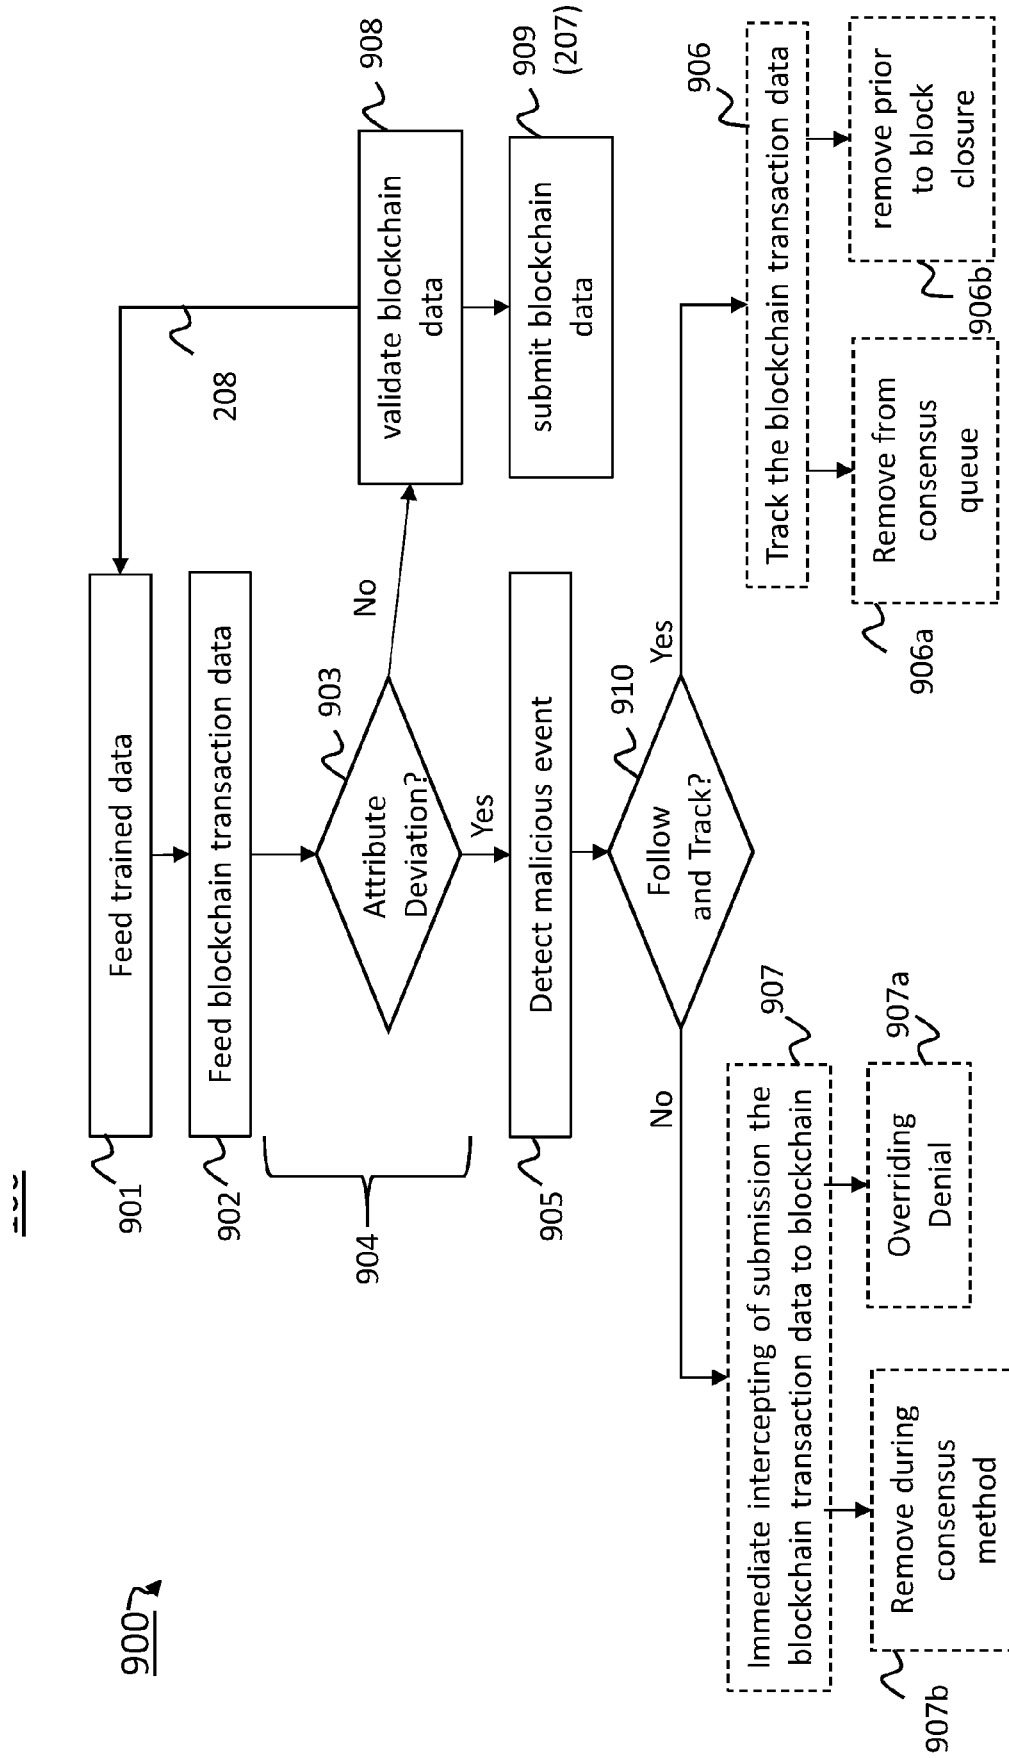 900
901
Feed trained data
208
902
Feed blockchain transaction data
904
903
Attribute
Deviation?
No
Yes
908
validate blockchain
data
909
(207)
submit blockchain
data
905
Detect malicious event
910
Follow
and Track?
No
Yes
907
Immediate intercepting of submission the
blockchain transaction data to blockchain
907b
Remove during
consensus
method
907a
Overriding
Denial
906
Track the blockchain transaction data
906a
Remove from
consensus
queue
906b
remove prior
to block
closure